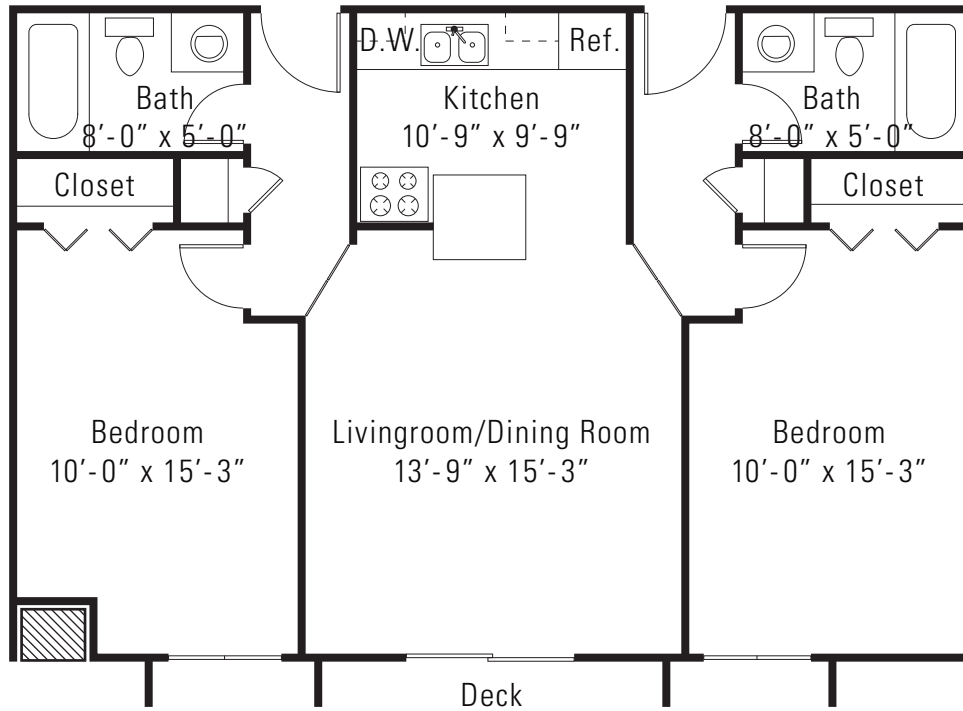 D.W.
Ref.
Bath
8’-0” x 5’-0”
Kitchen
10’-9” x 9’-9”
Bath
8’-0” x 5’-0”
Closet
Closet
Bedroom
10’-0” x 15’-3”
Livingroom/Dining Room
13’-9” x 15’-3”
Bedroom
10’-0” x 15’-3”
Deck